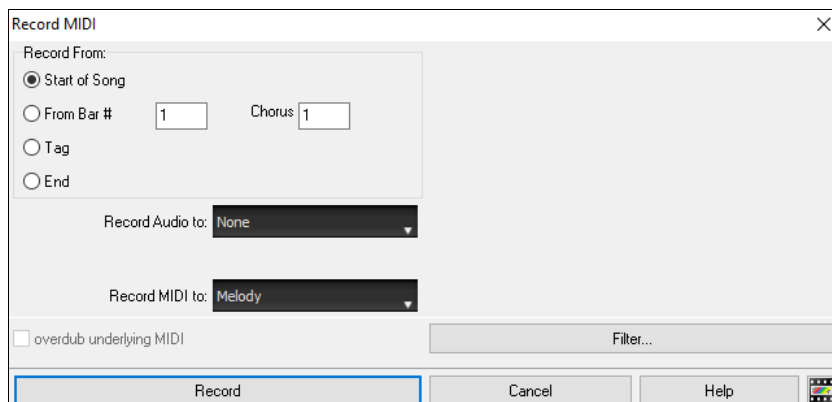 Record MIDI
Record From:
Start of Song
From Bar # 1 Chorus 1
Tag
End
Record Audio to: None
Record MIDI to: Melody
overdub underlying MIDI
Filter...
Record Cancel Help